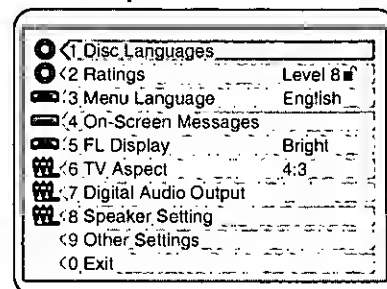 1 Disc Languages
2 Ratings Level 8
3 Menu Language English
4 On-Screen Messages
5 FL Display Bright
6 TV Aspect 4:3
7 Digital Audio Output
8 Speaker Setting
9 Other Settings
0 Exit